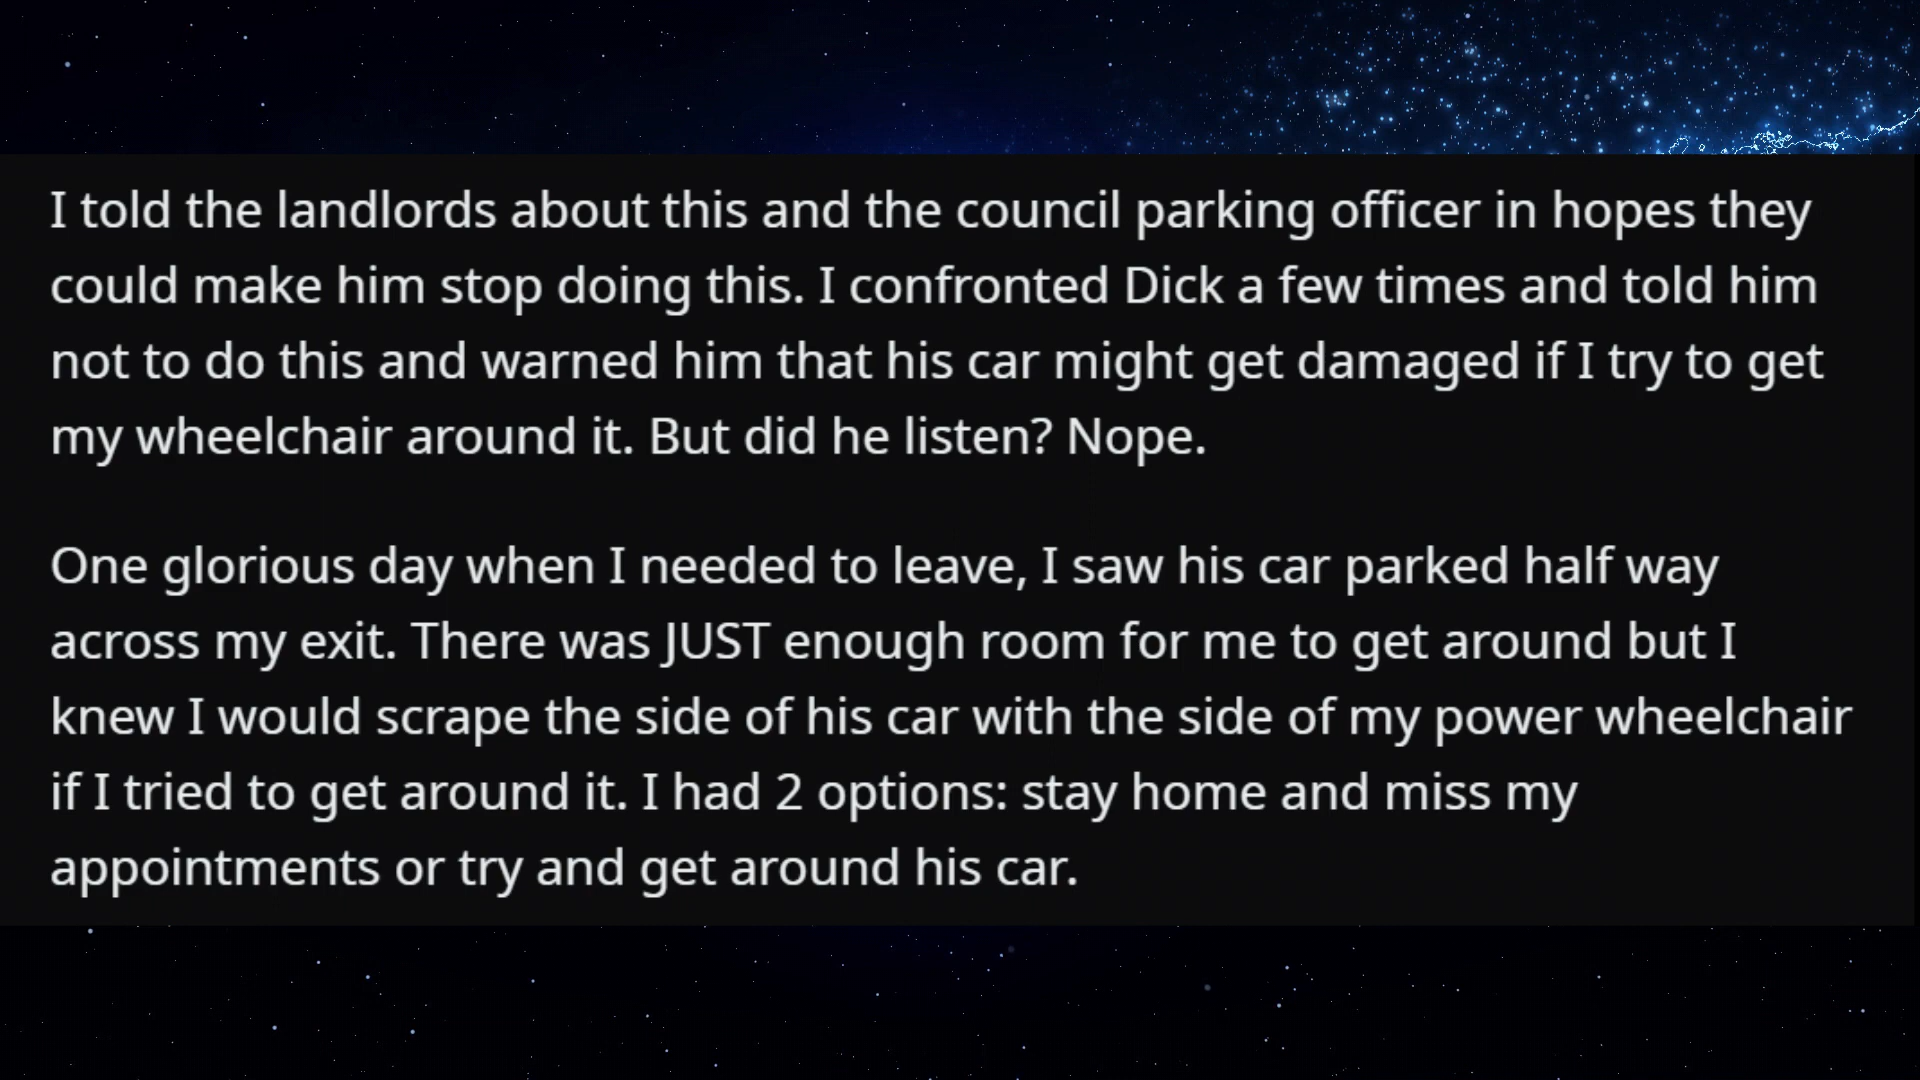 I told the landlords about this and the council parking officer in hopes they
could make him stop doing this. I confronted Dick a few times and told him
not to do this and warned him that his car might get damaged if I try to get
my wheelchair around it. But did he listen? Nope.
One glorious day when I needed to leave, I saw his car parked half way
across my exit. There was JUST enough room for me to get around but I
knew I would scrape the side of his car with the side of my power wheelchair
if I tried to get around it. I had 2 options: stay home and miss my
appointments or try and get around his car.